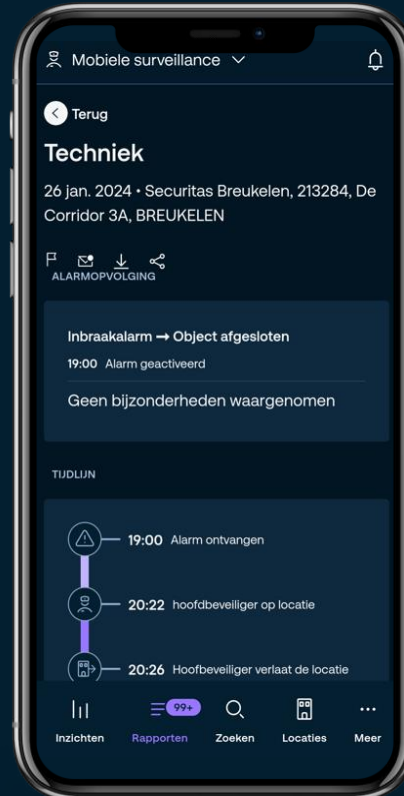 Mobiele surveillance
Terug
Techniek
26 jan. 2024 • Securitas Breukelen, 213284, De
Corridor 3A, BREUKELEN
ALARMOPVOLGING
Inbraakalarm → Object afgesloten
19:00 Alarm geactiveerd
Geen bijzonderheden waargenomen
TIJDLIJN
19:00 Alarm ontvangen
20:22 hoofdbeveiliger op locatie
20:26 Hoofbeveiliger verlaat de locatie
99+
Inzichten Rapporten Zoeken Locaties Meer